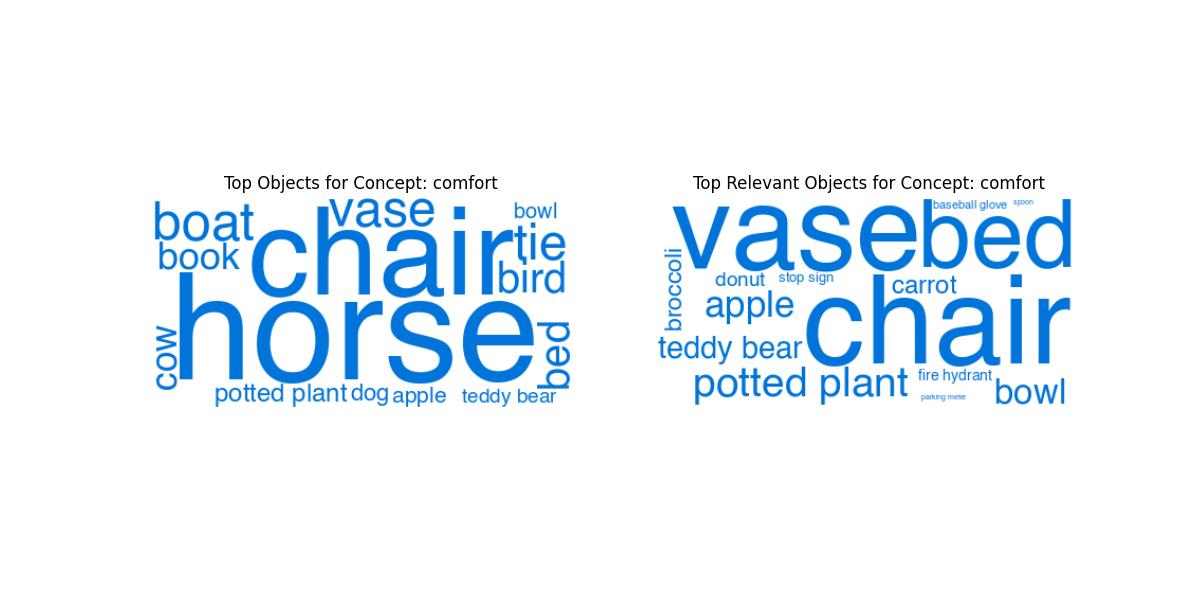 Top Objects for Concept: comfort
boat
vase
bowl
book
chair
tie
bird
horse
cow
bed
potted plant
dog
apple
teddy bear
Top Relevant Objects for Concept: comfort
vase
bed
baseball glove
spoon
broccoli
donut
stop sign
carrot
apple
chair
teddy bear
potted plant
fire hydrant
parking meter
bowl